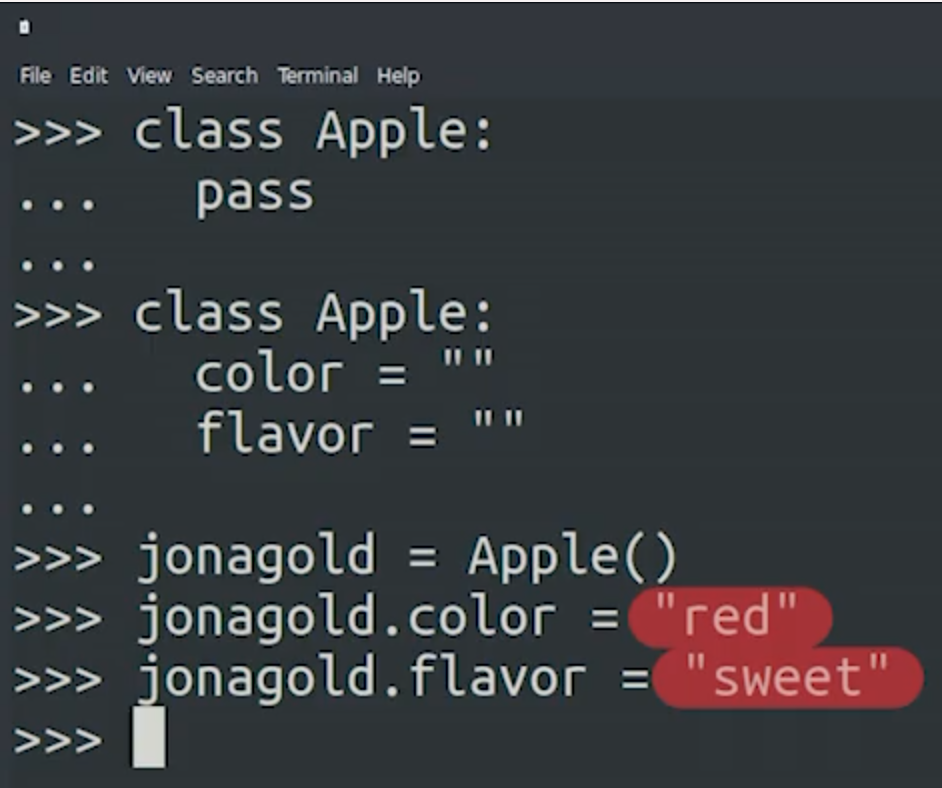 File Edit View Search Terminal Help
>>> class Apple:
...   pass
...
>>> class Apple:
...   color = ""
...   flavor = ""
...
>>> jonagold = Apple()
>>> jonagold.color = "red"
>>> jonagold.flavor = "sweet"
>>>